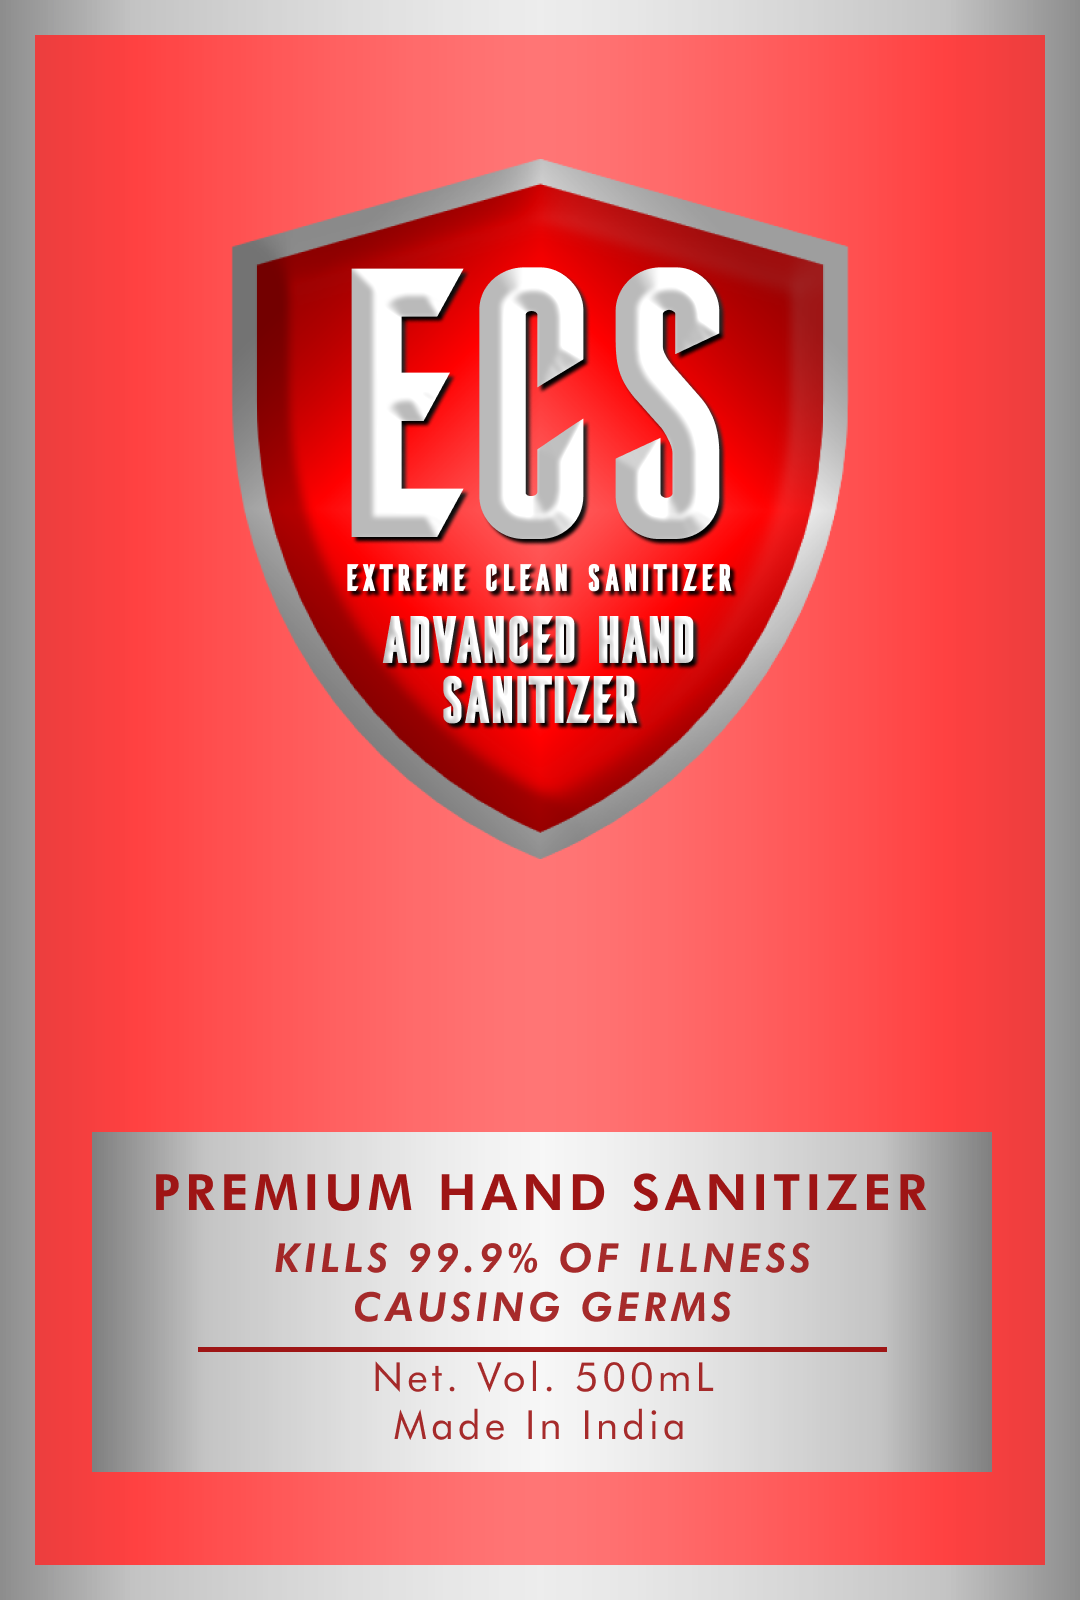 ECS
EXTREME CLEAN SANITIZER
ADVANCED HAND
SANITIZER
PREMIUM HAND SANITIZER
KILLS 99.9% OF ILLNESS
CAUSING GERMS
Net. Vol. 500mL
Made In India